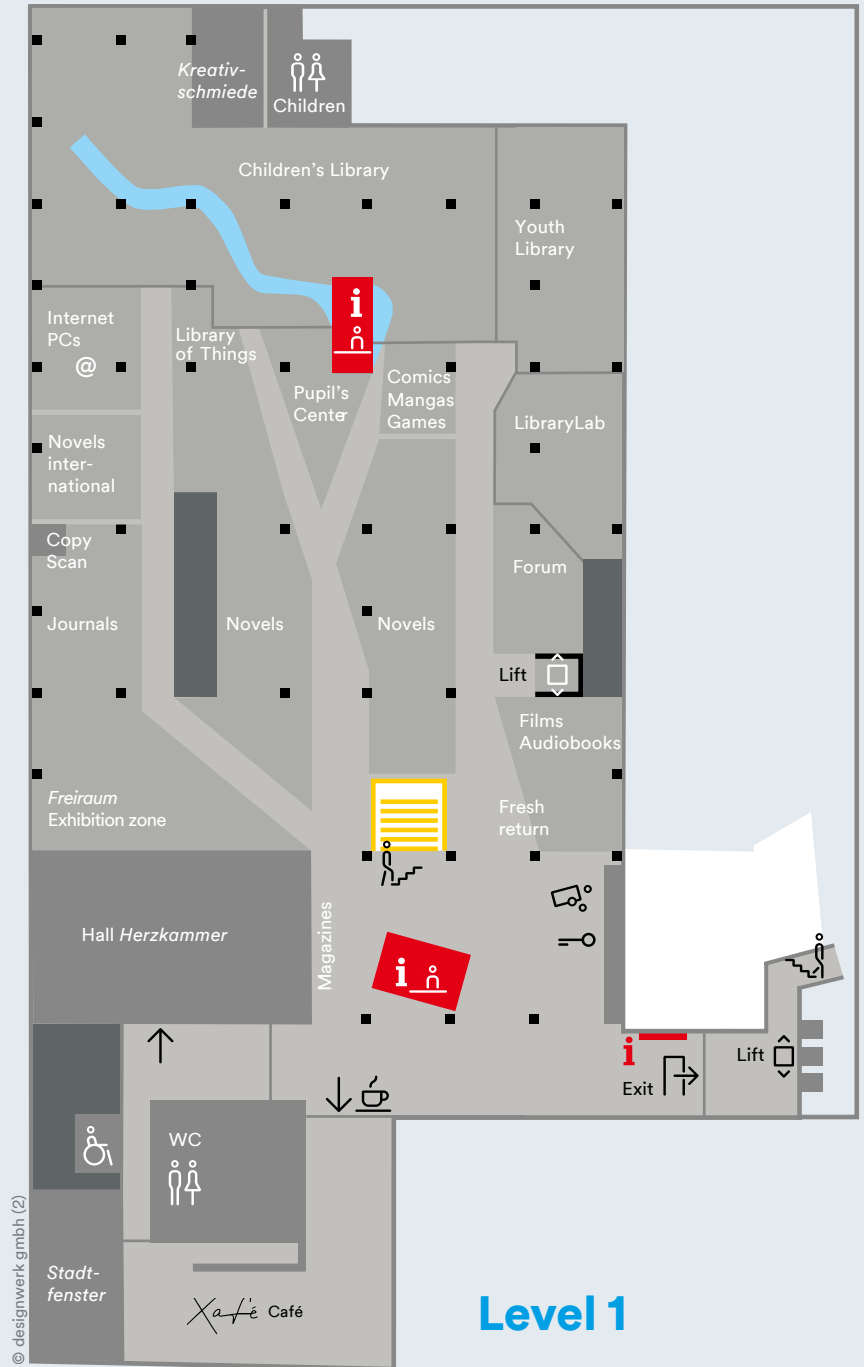 Kreativ-
schmiede
Children
Children's Library
Youth
Library
i
Internet
PCs
@
Library
of Things
Pupil's
Center
Comics
Mangas
Games
LibraryLab
Novels
inter-
national
Copy
Scan
Journals
Novels
Novels
Forum
Lift
Films
Audiobooks
Freiraum
Exhibition zone
Fresh
return
Hall Herzkammer
Magazines
i
i
Exit
Lift
WC
Stadt-
fenster
Xafé Café
Level 1
© designwerk gmbh (2)